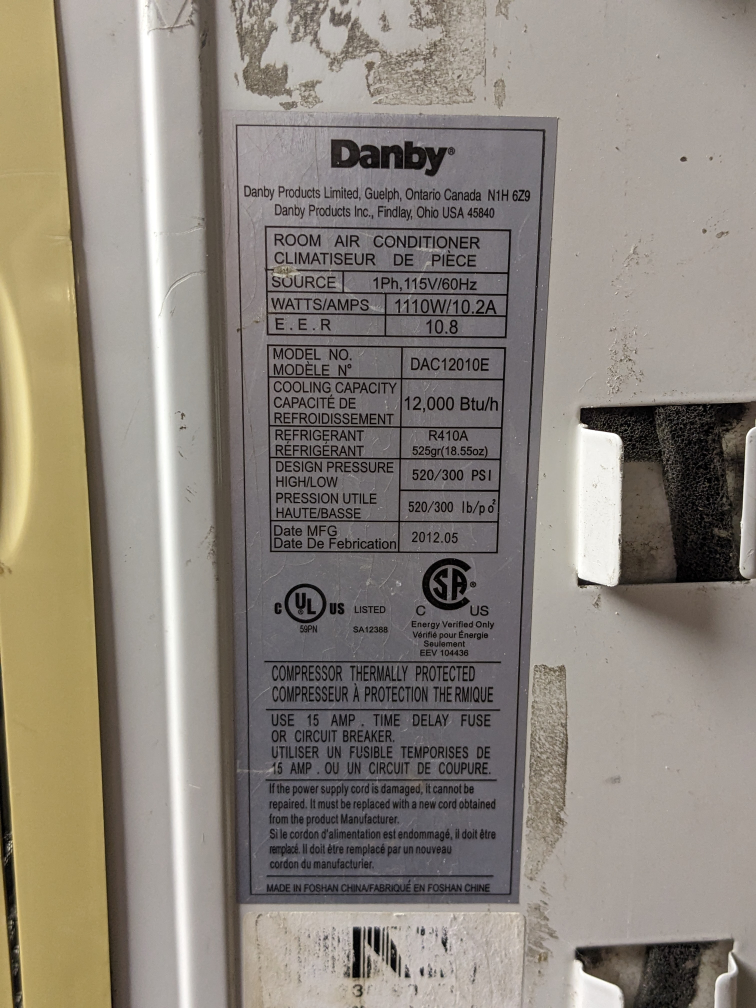 Danby®
Danby Products Limited, Guelph, Ontario Canada N1H 6Z9
Danby Products Inc., Findlay, Ohio USA 45840
ROOM AIR CONDITIONER
CLIMATISEUR DE PIÈCE
SOURCE 1Ph,115V/60Hz
WATTS/AMPS 1110W/10.2A
E.E.R 10.8
MODEL NO.
MODÈLE N° DAC12010E
COOLING CAPACITY
CAPACITÉ DE 12,000 Btu/h
REFROIDISSEMENT
REFRIGERANT R410A
RÉFRIGÉRANT 525gr(18.55oz)
DESIGN PRESSURE
HIGH/LOW 520/300 PSI
PRESSION UTILE
HAUTE/BASSE 520/300 lb/po²
Date MFG
Date De Febrication 2012.05
C UL® US LISTED
59PN SA12388
SA®
C US
Energy Verified Only
Vérifié pour Énergie
Seulement
EEV 104436
COMPRESSOR THERMALLY PROTECTED
COMPRESSEUR À PROTECTION THE RMIQUE
USE 15 AMP. TIME DELAY FUSE
OR CIRCUIT BREAKER.
UTILISER UN FUSIBLE TEMPORISES DE
15 AMP. OU UN CIRCUIT DE COUPURE.
If the power supply cord is damaged, it cannot be
repaired. It must be replaced with a new cord obtained
from the product Manufacturer.
Si le cordon d'alimentation est endommagé, il doit être
remplacé. Il doit être remplacé par un nouveau
cordon du manufacturier.
MADE IN FOSHAN CHINA/FABRIQUÉ EN FOSHAN CHINE